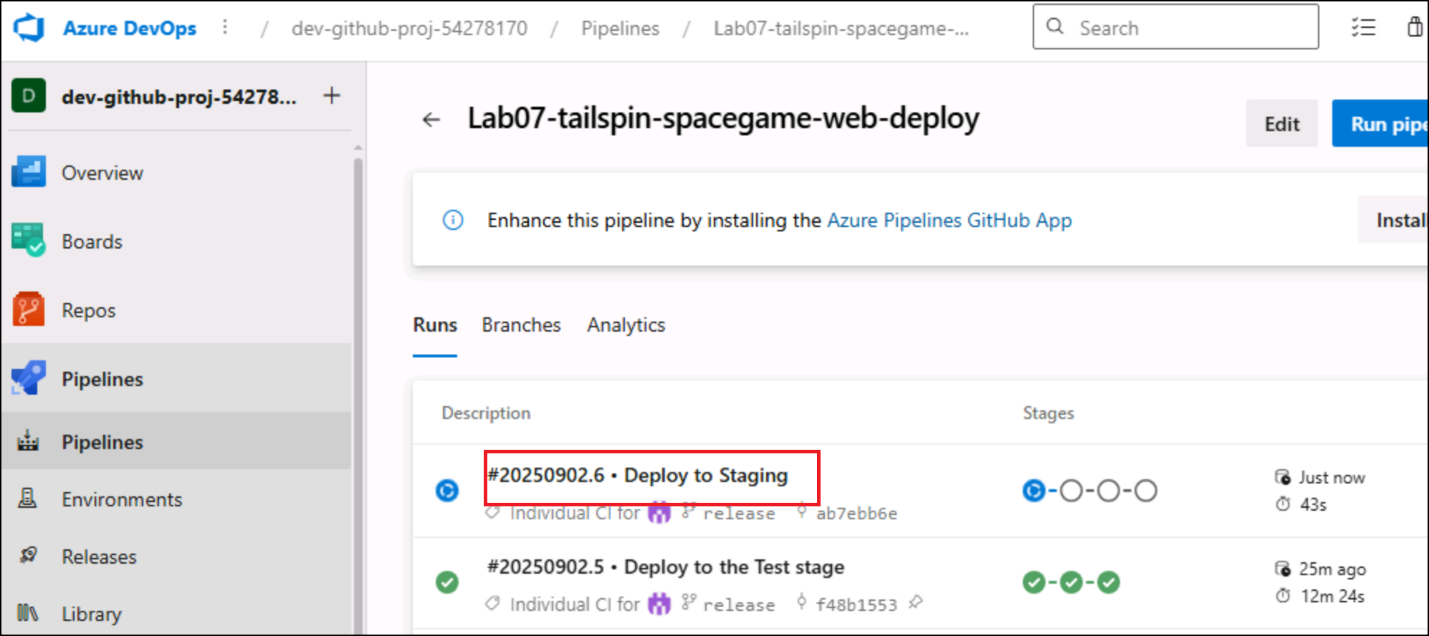 Azure DevOps / dev-github-proj-54278170 / Pipelines / Lab07-tailspin-spacegame-... Search
D dev-github-proj-54278... +
Lab07-tailspin-spacegame-web-deploy
Edit
Run pipe
Overview
Boards
Repos
Pipelines
Pipelines
Environments
Releases
Library
Enhance this pipeline by installing the Azure Pipelines GitHub App
Instal
Runs Branches Analytics
Description Stages
#20250902.6 • Deploy to Staging
Individual CI for release ab7ebb6e
Just now
43s
#20250902.5 • Deploy to the Test stage
Individual CI for release f48b1553
25m ago
12m 24s